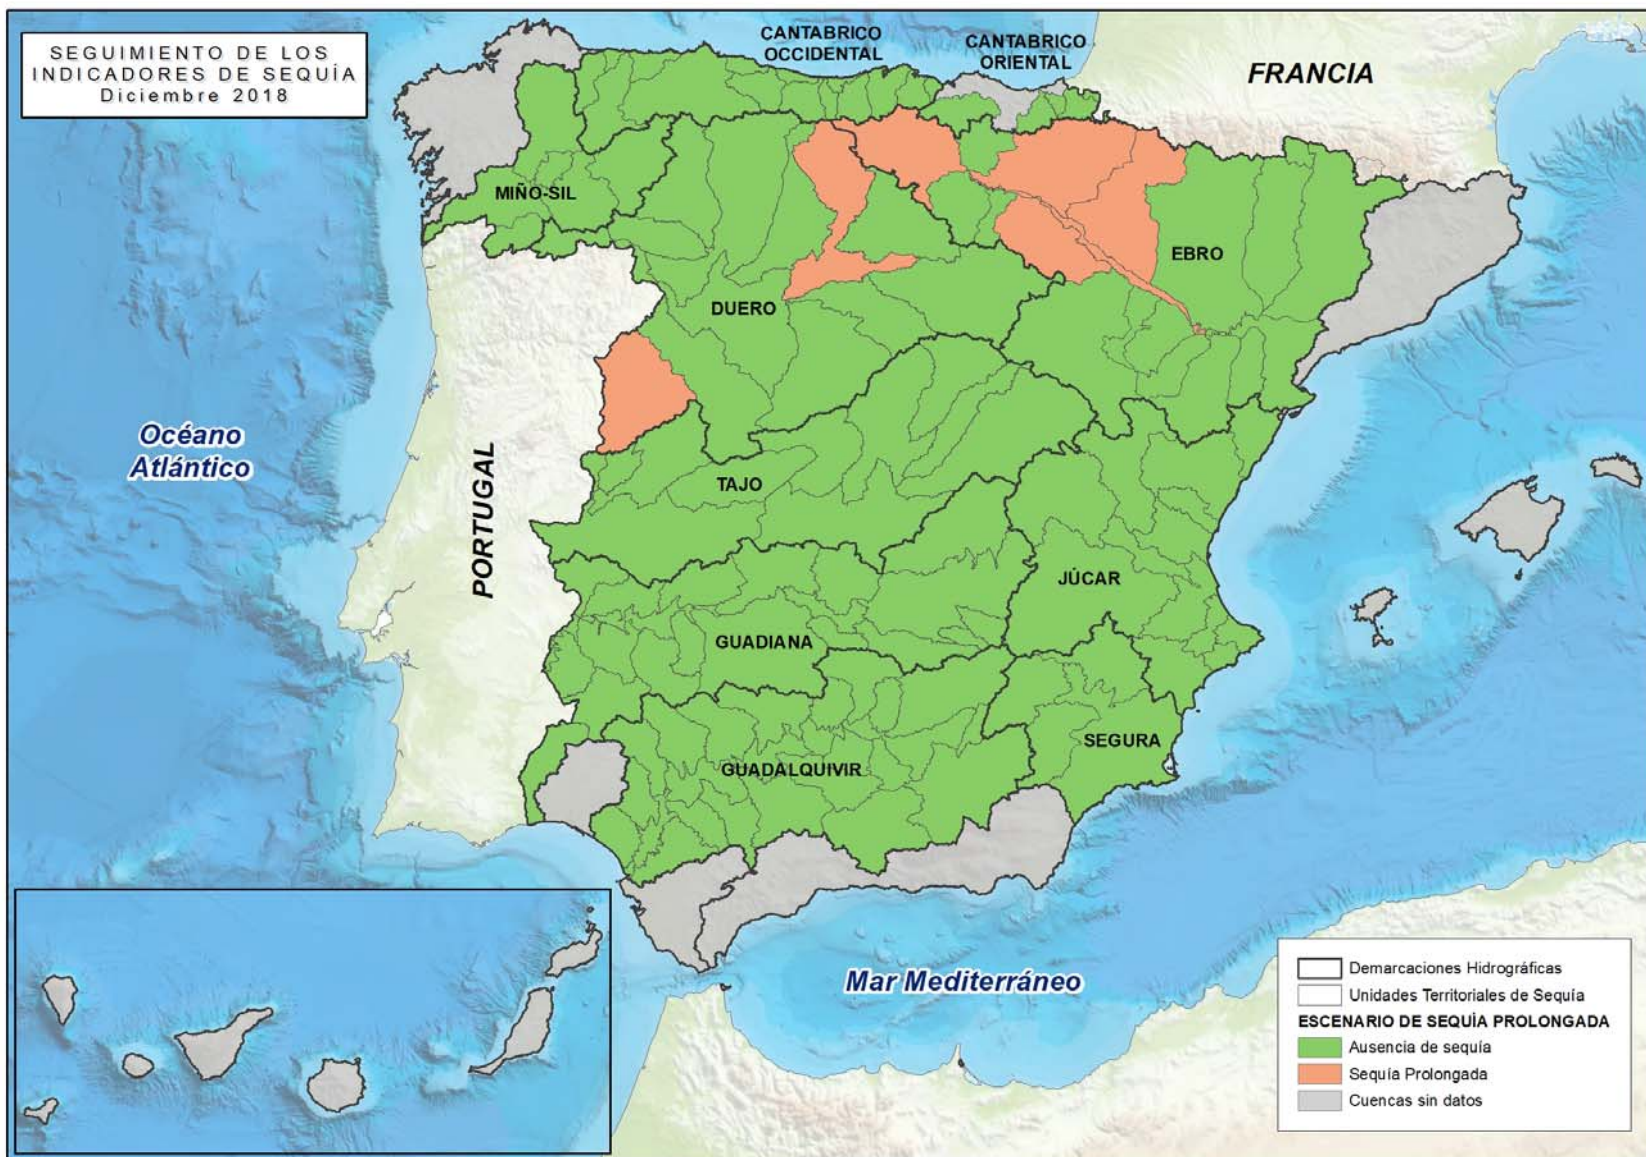 SEGUIMIENTO DE LOS
INDICADORES DE SEQUÍA
Diciembre 2018
CANTABRICO
OCCIDENTAL
CANTABRICO
ORIENTAL
FRANCIA
MIÑO-SIL
EBRO
DUERO
Océano
Atlántico
PORTUGAL
TAJO
JÚCAR
GUADIANA
SEGURA
GUADALQUIVIR
Mar Mediterráneo
Demarcaciones Hidrográficas
Unidades Territoriales de Sequía
ESCENARIO DE SEQUÍA PROLONGADA
Ausencia de sequía
Sequía Prolongada
Cuencas sin datos